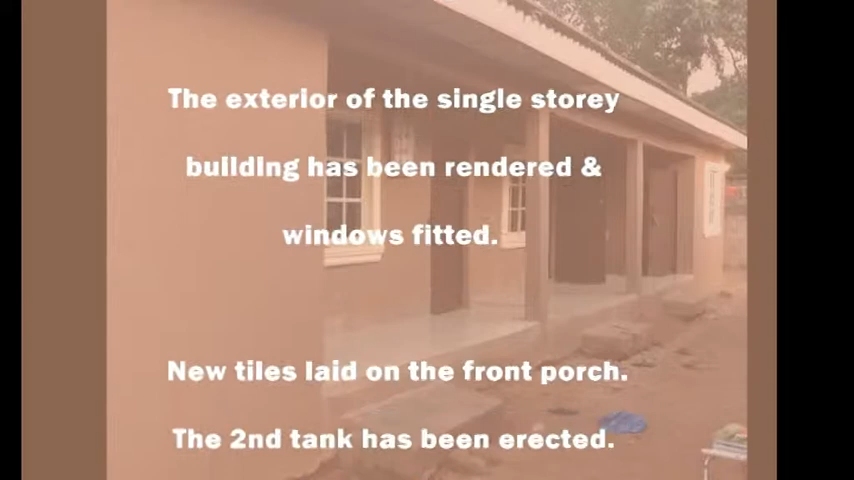 The exterior of the single storey
building has been rendered &
windows fitted.
New tiles laid on the front porch.
The 2nd tank has been erected.